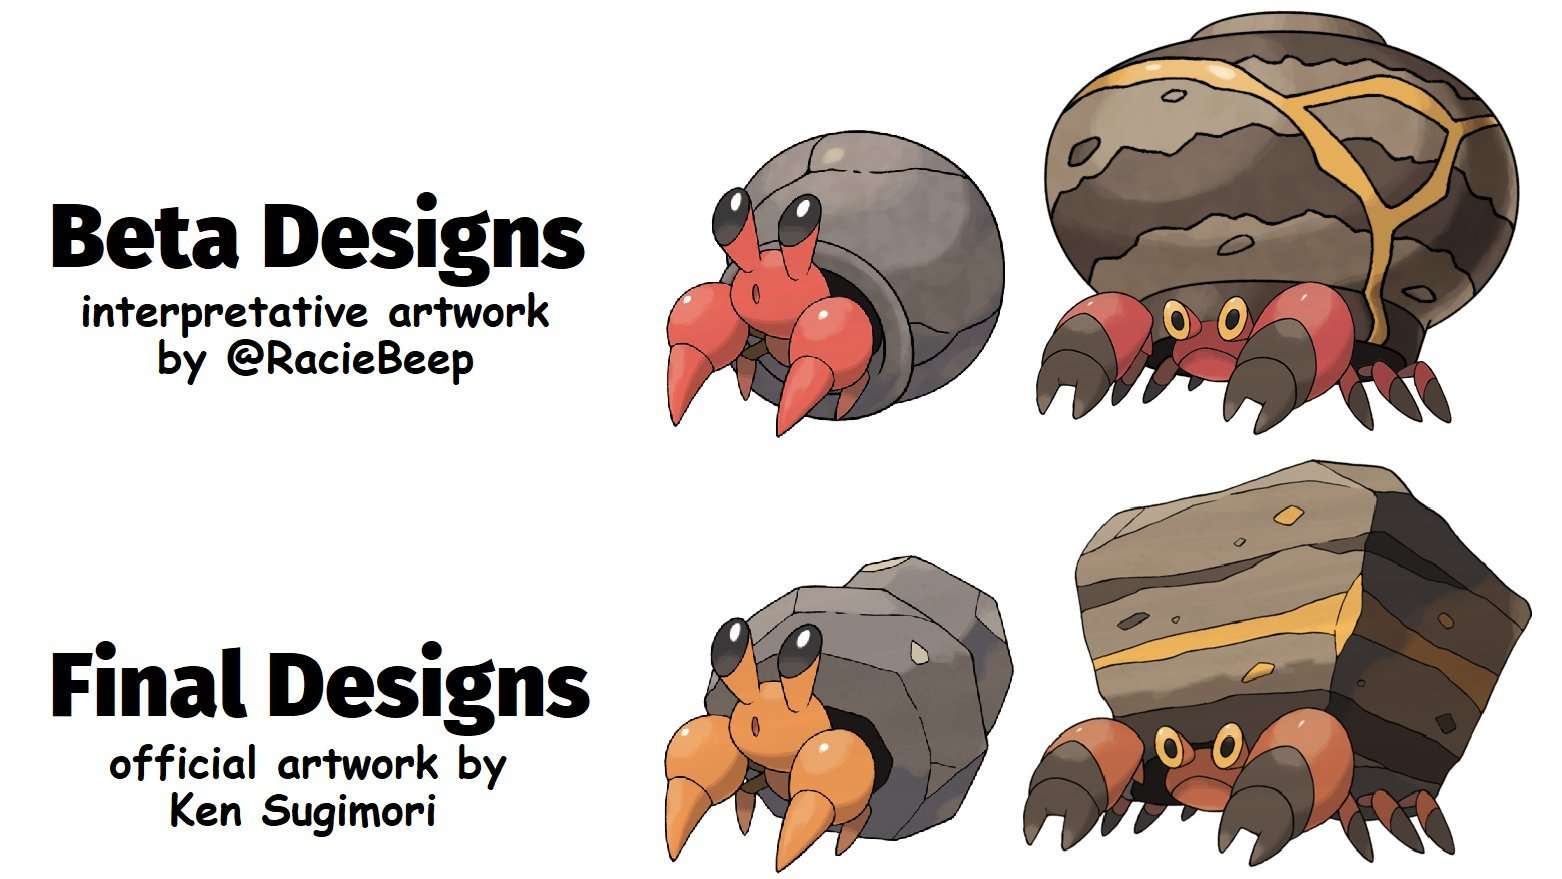 Beta Designs
interpretative artwork
by @RacieBeep
Final Designs
official artwork by
Ken Sugimori